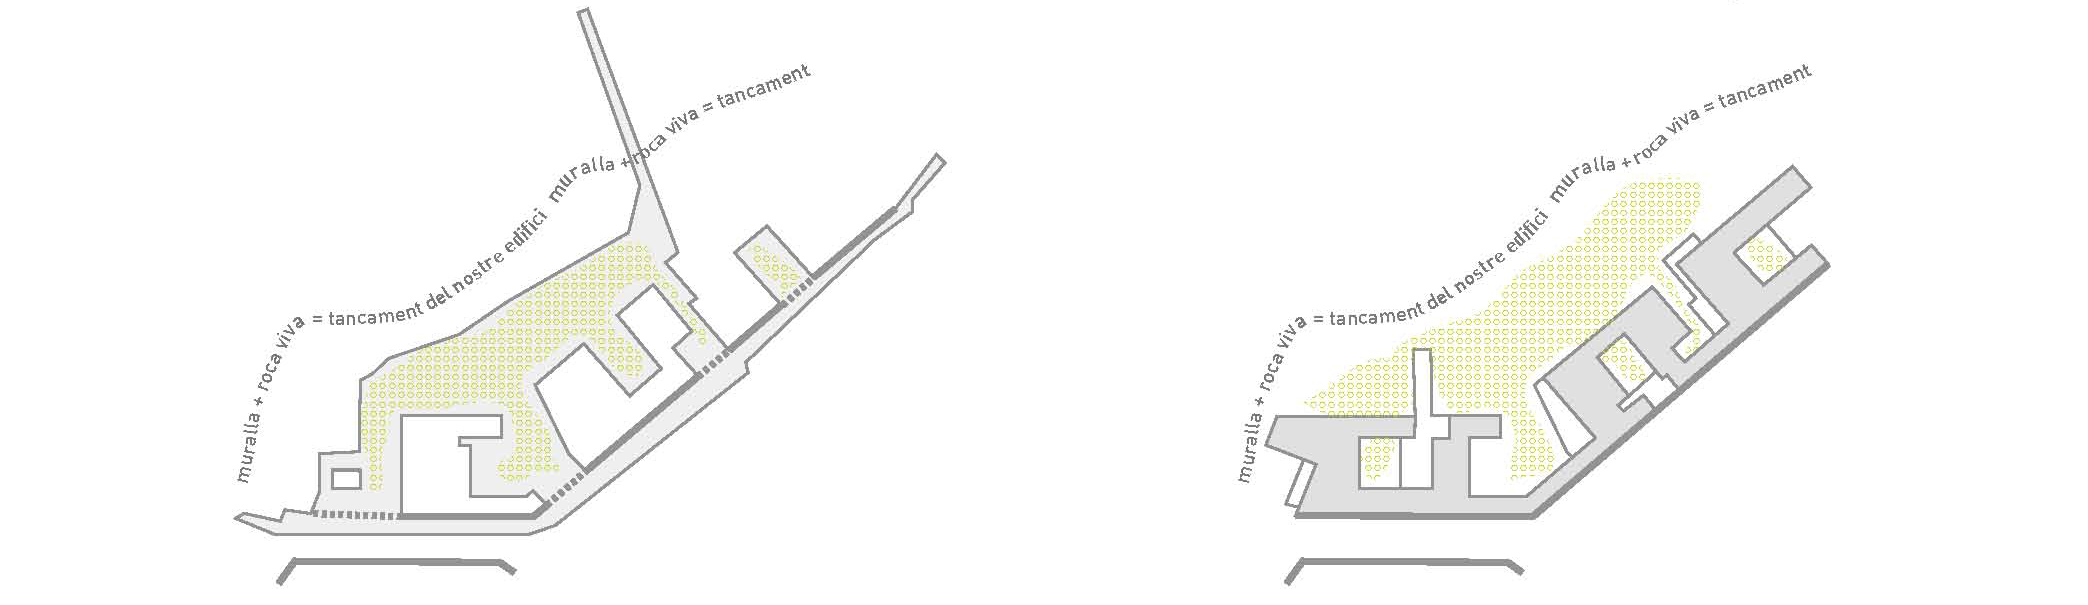 muralla + roca viva = tancament del nostre edifici muralla + roca viva = tancament
muralla + roca viva = tancament del nostre edifici muralla + roca viva = tancament